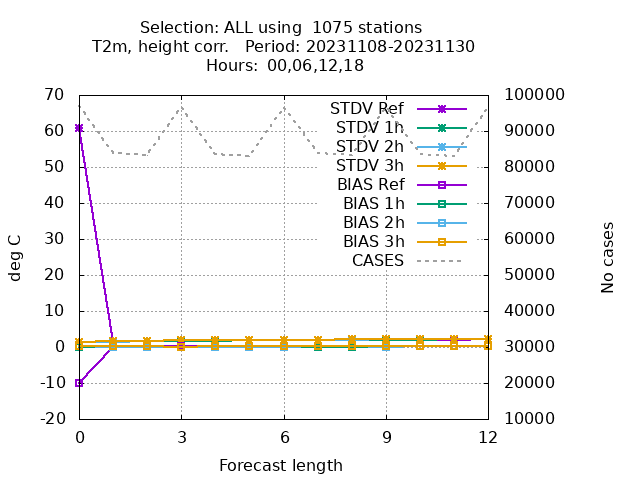 Selection: ALL using  1075 stations
T2m, height corr.   Period: 20231108-20231130
Hours:  00,06,12,18
STDV Ref
STDV 1h
STDV 2h
STDV 3h
BIAS Ref
BIAS 1h
BIAS 2h
BIAS 3h
CASES
deg C
70
60
50
40
30
20
10
0
-10
-20
100000
90000
80000
70000
60000
50000
40000
30000
20000
10000
No cases
0
3
6
9
12
Forecast length